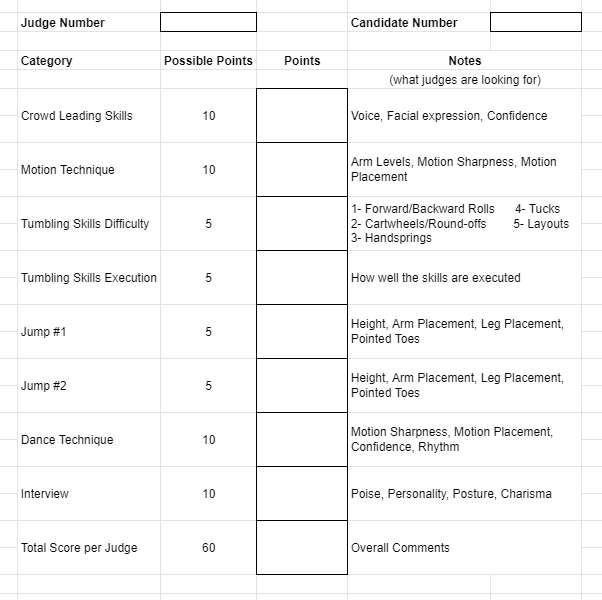 Judge Number Candidate Number
Category Possible Points Points Notes
(what judges are looking for)
Crowd Leading Skills 10 Voice, Facial expression, Confidence
Motion Technique 10 Arm Levels, Motion Sharpness, Motion
Placement
1- Forward/Backward Rolls 4- Tucks
Tumbling Skills Difficulty 5 2- Cartwheels/Round-offs 5- Layouts
3- Handsprings
Tumbling Skills Execution 5 How well the skills are executed
Jump #1 5 Height, Arm Placement, Leg Placement,
Pointed Toes
Jump #2 5 Height, Arm Placement, Leg Placement,
Pointed Toes
Dance Technique 10 Motion Sharpness, Motion Placement,
Confidence, Rhythm
Interview 10 Poise, Personality, Posture, Charisma
Total Score per Judge 60 Overall Comments